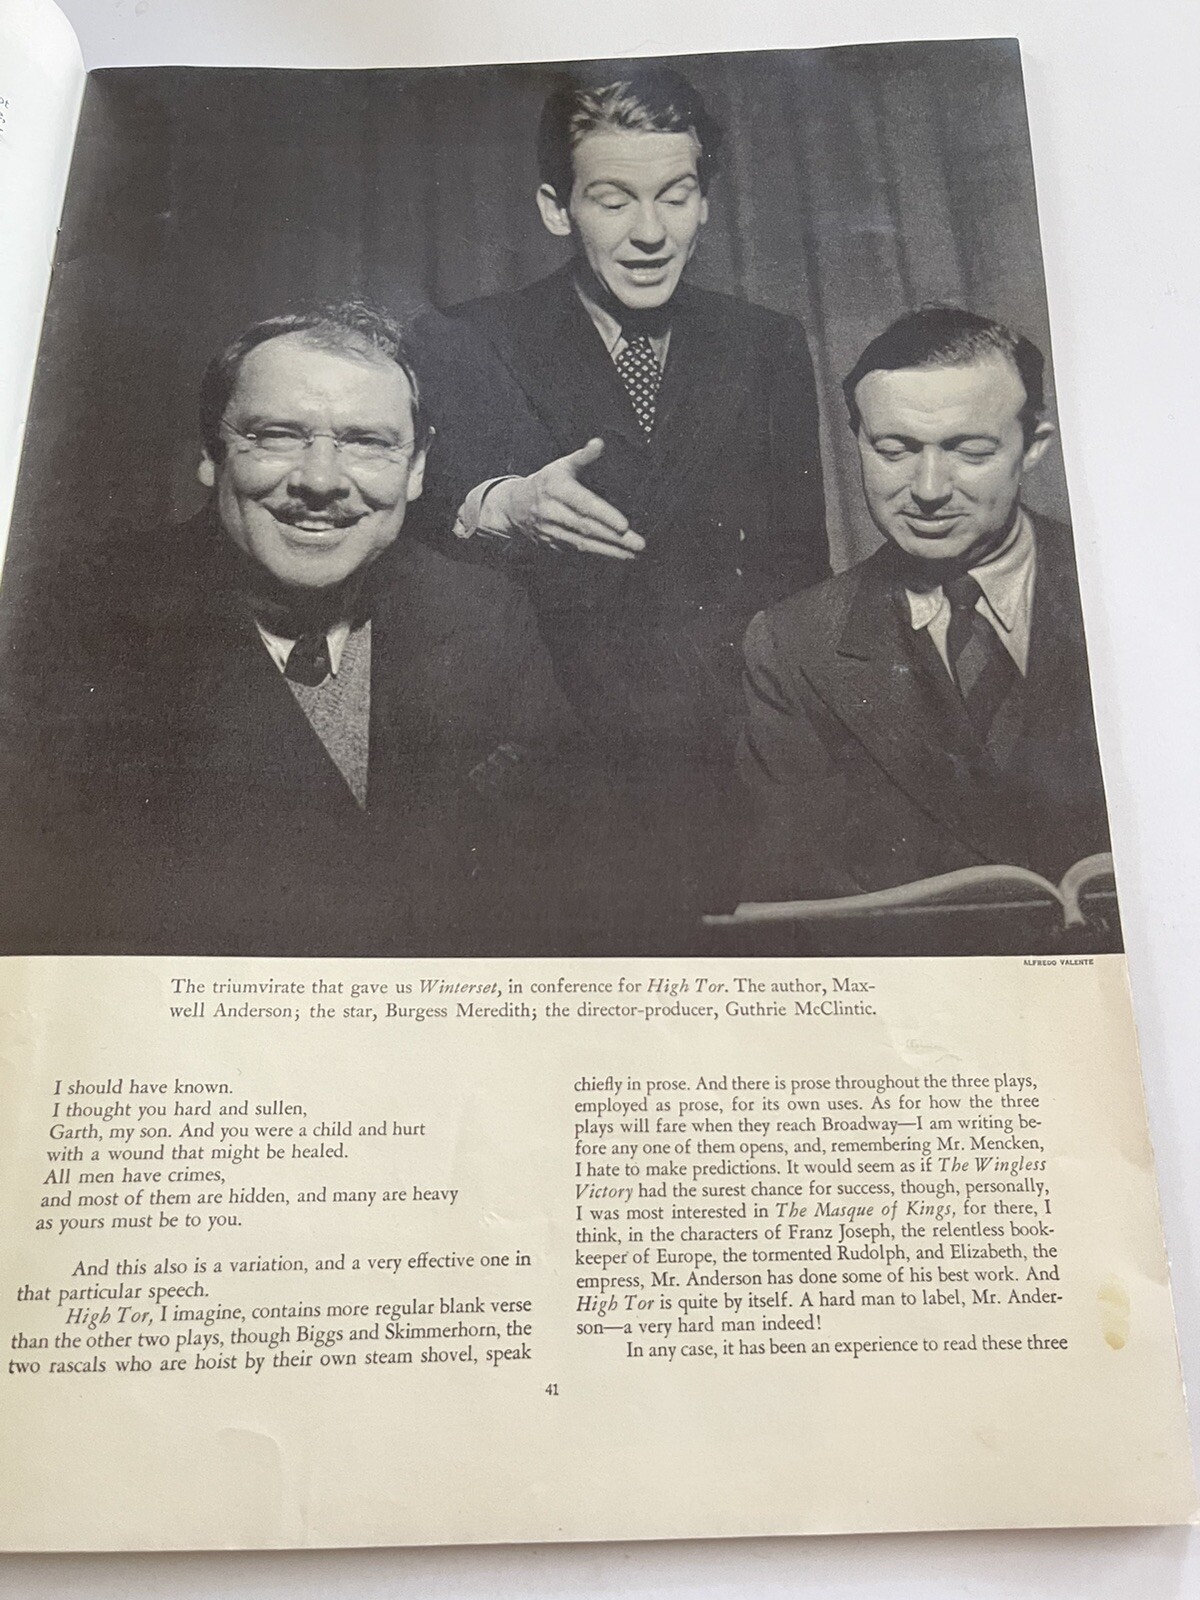 ALFREDO VALENTE
The triumvirate that gave us Winterset, in conference for High Tor. The author, Max-
well Anderson; the star, Burgess Meredith; the director-producer, Guthrie McClintic.
I should have known.
I thought you hard and sullen,
Garth, my son. And you were a child and hurt
with a wound that might be healed.
All men have crimes,
and most of them are hidden, and many are heavy
as yours must be to you.
And this also is a variation, and a very effective one in
that particular speech.
High Tor, I imagine, contains more regular blank verse
than the other two plays, though Biggs and Skimmerhorn, the
two rascals who are hoist by their own steam shovel, speak
chiefly in prose. And there is prose throughout the three plays,
employed as prose, for its own uses. As for how the three
plays will fare when they reach Broadway—I am writing be-
fore any one of them opens, and, remembering Mr. Mencken,
I hate to make predictions. It would seem as if The Wingless
Victory had the surest chance for success, though, personally,
I was most interested in The Masque of Kings, for there, I
think, in the characters of Franz Joseph, the relentless book-
keeper of Europe, the tormented Rudolph, and Elizabeth, the
empress, Mr. Anderson has done some of his best work. And
High Tor is quite by itself. A hard man to label, Mr. Ander-
son—a very hard man indeed!
In any case, it has been an experience to read these three
41